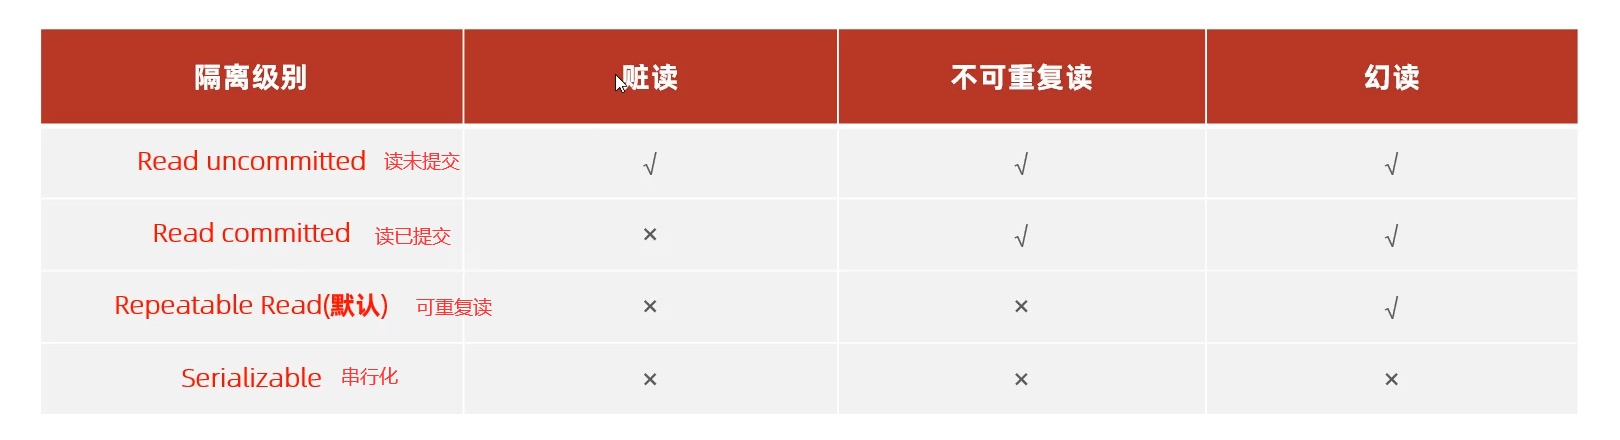 隔离级别 脏读 不可重复读 幻读
Read uncommitted 读未提交 √ √ √
Read committed 读已提交 × √ √
Repeatable Read(默认) 可重复读 × × √
Serializable 串行化 × × ×